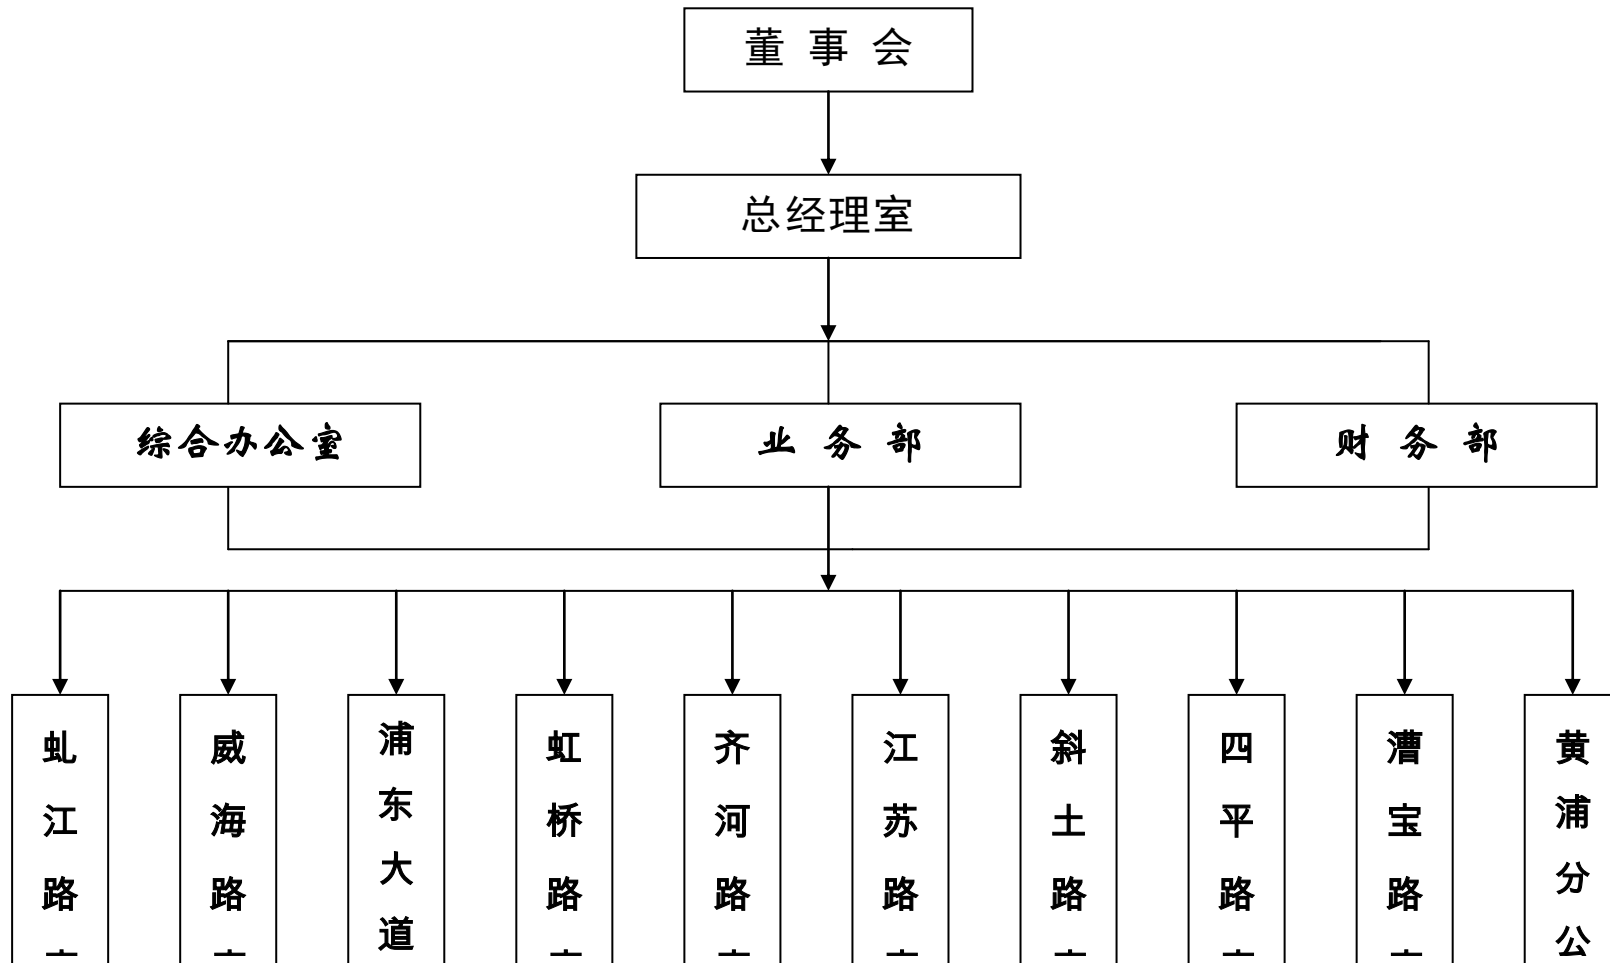 董 事 会
总经理室
综合办公室
业 务 部
财 务 部
虬江路
威海路
浦东大道
虹桥路
齐河路
江苏路
斜土路
四平路
漕宝路
黄浦分公